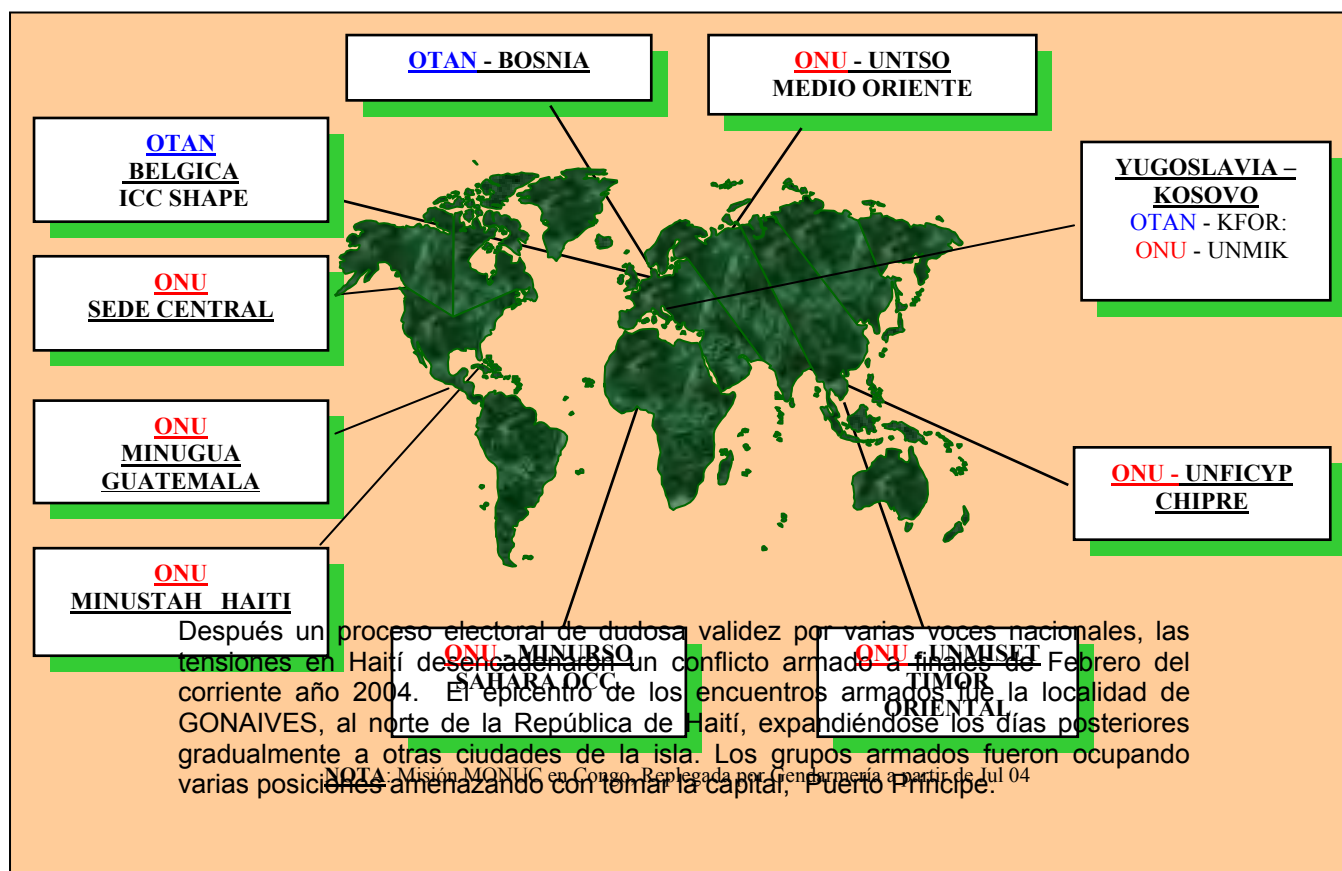 OTAN - BOSNIA
ONU - UNTSO
MEDIO ORIENTE
OTAN
BELGICA
ICC SHAPE
YUGOSLAVIA –
KOSOVO
OTAN - KFOR:
ONU - UNMIK
ONU
SEDE CENTRAL
ONU
MINUGUA
GUATEMALA
ONU - UNFICYP
CHIPRE
ONU
MINUSTAH HAITI
ONU - MINURSO
SAHARA OCC.
ONU - UNMISET
TIMOR
ORIENTAL
Después un proceso electoral de dudosa validez por varias voces nacionales, las
tensiones en Haití desencadenaron un conflicto armado a finales de Febrero del
corriente año 2004. El epicentro de los encuentros armados fue la localidad de
GONAIVES, al norte de la República de Haití, expandiéndose los días posteriores
gradualmente a otras ciudades de la isla. Los grupos armados fueron ocupando
varias posiciones amenazando con tomar la capital, Puerto Príncipe.
NOTA: Misión MONUC en Congo, Replegada por Gendarmería a partir de Jul 04